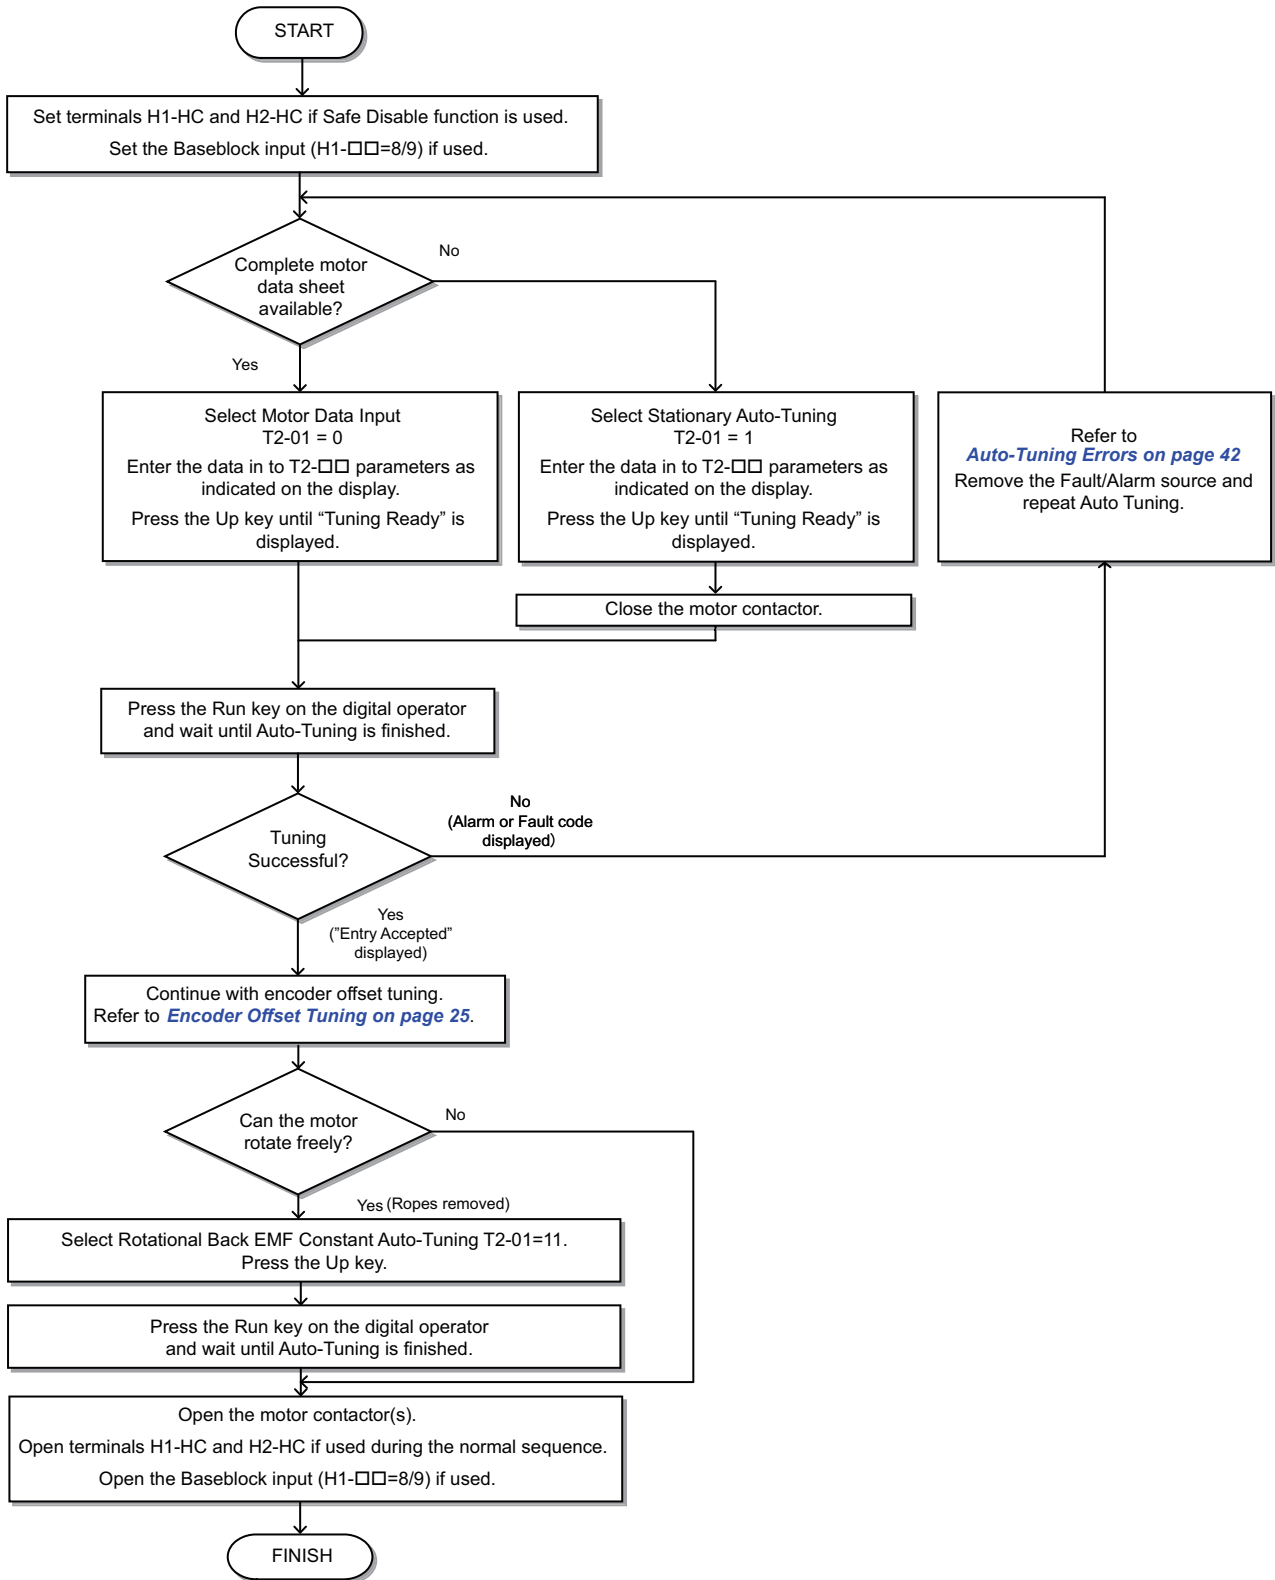 START
Set terminals H1-HC and H2-HC if Safe Disable function is used.
Set the Baseblock input (H1-□□=8/9) if used.
Complete motor
data sheet
available?
No
Yes
Select Motor Data Input
T2-01 = 0
Enter the data in to T2-□□ parameters as
indicated on the display.
Press the Up key until “Tuning Ready” is
displayed.
Select Stationary Auto-Tuning
T2-01 = 1
Enter the data in to T2-□□ parameters as
indicated on the display.
Press the Up key until “Tuning Ready” is
displayed.
Refer to
Auto-Tuning Errors on page 42
Remove the Fault/Alarm source and
repeat Auto Tuning.
Close the motor contactor.
Press the Run key on the digital operator
and wait until Auto-Tuning is finished.
Tuning
Successful?
No
(Alarm or Fault code
displayed)
Yes
(”Entry Accepted”
displayed)
Continue with encoder offset tuning.
Refer to Encoder Offset Tuning on page 25.
Can the motor
rotate freely?
No
Yes (Ropes removed)
Select Rotational Back EMF Constant Auto-Tuning T2-01=11.
Press the Up key.
Press the Run key on the digital operator
and wait until Auto-Tuning is finished.
Open the motor contactor(s).
Open terminals H1-HC and H2-HC if used during the normal sequence.
Open the Baseblock input (H1-□□=8/9) if used.
FINISH